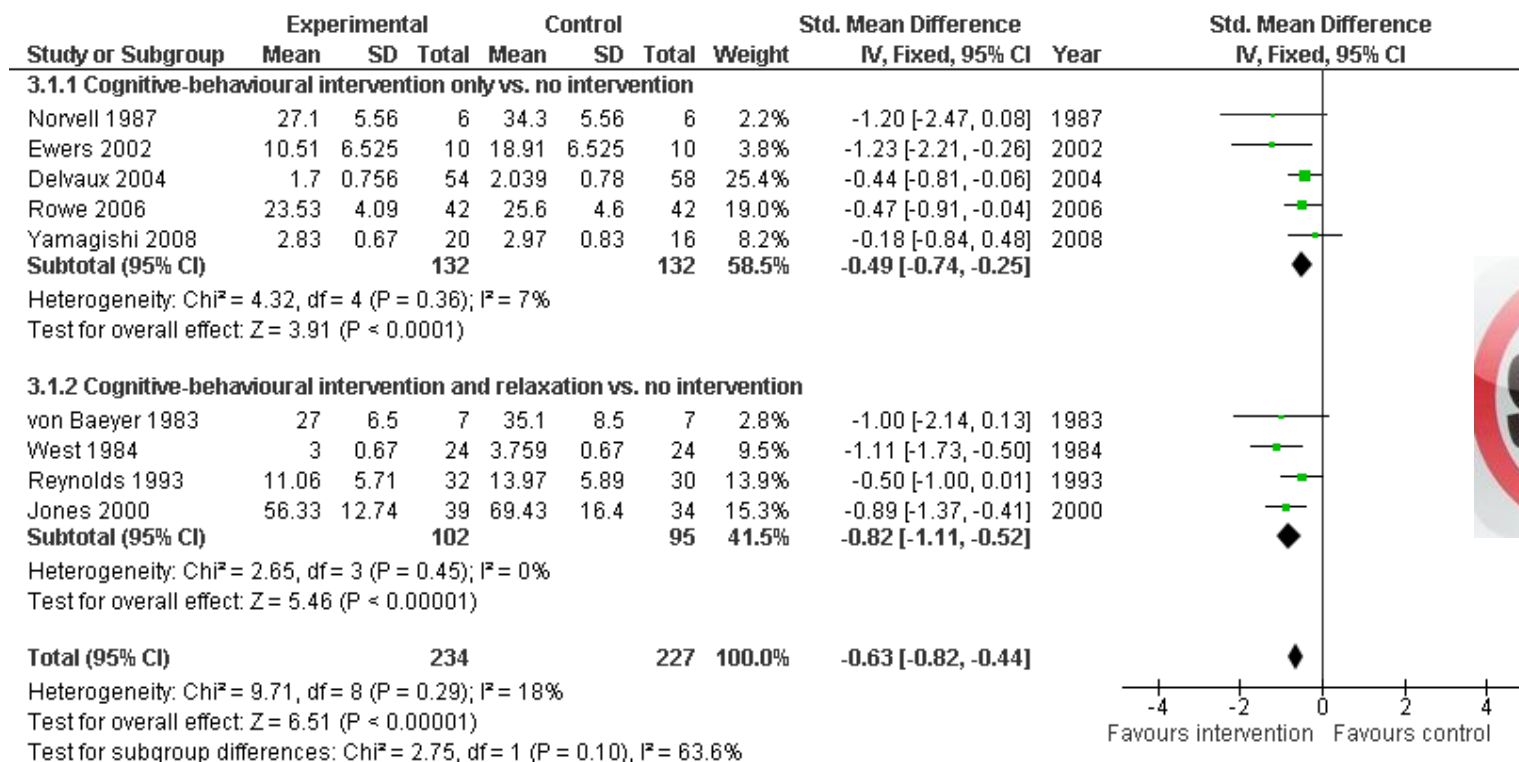 Experimental Control Std. Mean Difference Std. Mean Difference
Study or Subgroup Mean SD Total Mean SD Total Weight IV, Fixed, 95% CI Year IV, Fixed, 95% CI
3.1.1 Cognitive-behavioural intervention only vs. no intervention
Norvell 1987 27.1 5.56 6 34.3 5.56 6 2.2% -1.20 [-2.47, 0.08] 1987
Ewers 2002 10.51 6.525 10 18.91 6.525 10 3.8% -1.23 [-2.21, -0.26] 2002
Delvaux 2004 1.7 0.756 54 2.039 0.78 58 25.4% -0.44 [-0.81, -0.06] 2004
Rowe 2006 23.53 4.09 42 25.6 4.6 42 19.0% -0.47 [-0.91, -0.04] 2006
Yamagishi 2008 2.83 0.67 20 2.97 0.83 16 8.2% -0.18 [-0.84, 0.48] 2008
Subtotal (95% CI) 132 132 58.5% -0.49 [-0.74, -0.25]
Heterogeneity: Chi² = 4.32, df = 4 (P = 0.36); I² = 7%
Test for overall effect: Z = 3.91 (P < 0.0001)
3.1.2 Cognitive-behavioural intervention and relaxation vs. no intervention
von Baeyer 1983 27 6.5 7 35.1 8.5 7 2.8% -1.00 [-2.14, 0.13] 1983
West 1984 3 0.67 24 3.759 0.67 24 9.5% -1.11 [-1.73, -0.50] 1984
Reynolds 1993 11.06 5.71 32 13.97 5.89 30 13.9% -0.50 [-1.00, 0.01] 1993
Jones 2000 56.33 12.74 39 69.43 16.4 34 15.3% -0.89 [-1.37, -0.41] 2000
Subtotal (95% CI) 102 95 41.5% -0.82 [-1.11, -0.52]
Heterogeneity: Chi² = 2.65, df = 3 (P = 0.45); I² = 0%
Test for overall effect: Z = 5.46 (P < 0.00001)
Total (95% CI) 234 227 100.0% -0.63 [-0.82, -0.44]
Heterogeneity: Chi² = 9.71, df = 8 (P = 0.29); I² = 18%
Test for overall effect: Z = 6.51 (P < 0.00001)
Test for subgroup differences: Chi² = 2.75, df = 1 (P = 0.10), I² = 63.6%
-4 -2 0 2 4
Favours intervention Favours control